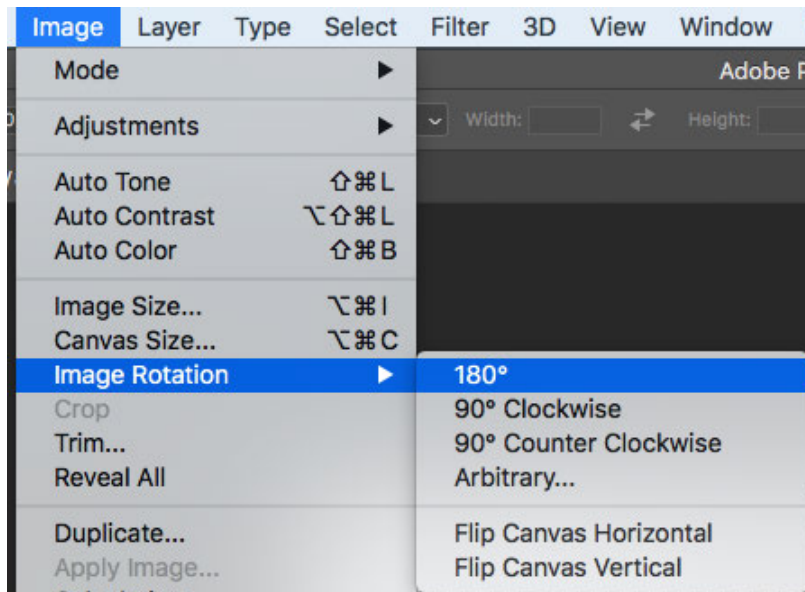 Image Layer Type Select Filter 3D View Window
Mode ▶
Adobe P
Adjustments ▶
Width: Height:
Auto Tone ⇧⌘L
Auto Contrast ⌥⇧⌘L
Auto Color ⇧⌘B
Image Size... ⌥⌘I
Canvas Size... ⌥⌘C
Image Rotation ▶
Crop
Trim...
Reveal All
Duplicate...
Apply Image...
180°
90° Clockwise
90° Counter Clockwise
Arbitrary...
Flip Canvas Horizontal
Flip Canvas Vertical